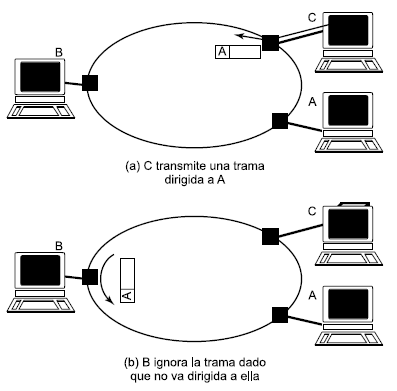 C
A
B
A
(a) C transmite una trama
dirigida a A
C
B
A
A
(b) B ignora la trama dado
que no va dirigida a ella